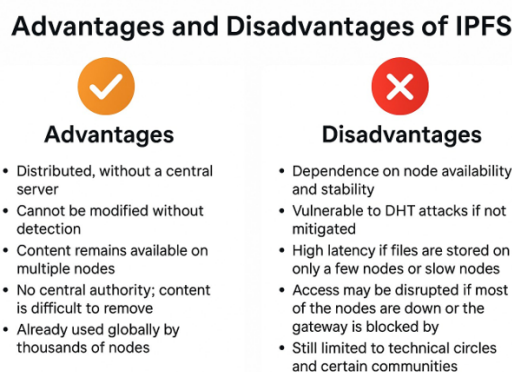 Advantages and Disadvantages of IPFS
Advantages
• Distributed, without a central
server
• Cannot be modified without
detection
• Content remains available on
multiple nodes
• No central authority; content
is difficult to remove
• Already used globally by
thousands of nodes
Disadvantages
• Dependence on node availability
and stability
• Vulnerable to DHT attacks if not
mitigated
• High latency if files are stored on
only a few nodes or slow nodes
• Access may be disrupted if most
of the nodes are down or the
gateway is blocked by
• Still limited to technical circles
and certain communities